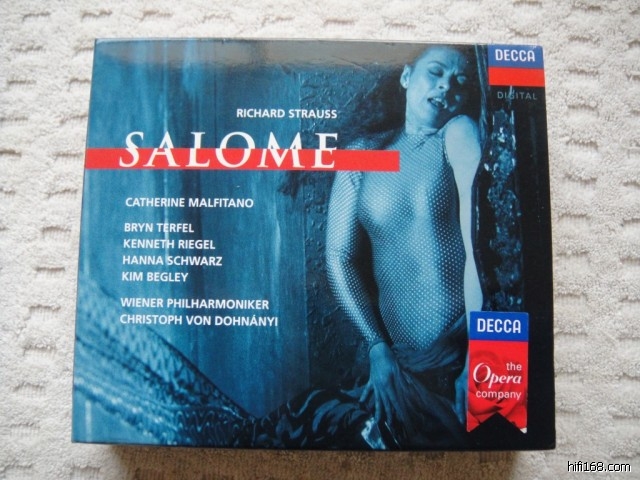 DECCA
DIGITAL
RICHARD STRAUSS
SALOME
CATHERINE MALFITANO
BRYN TERFEL
KENNETH RIEGEL
HANNA SCHWARZ
KIM BEGLEY
WIENER PHILHARMONIKER
CHRISTOPH VON DOHNÁNYI
DECCA
the
Opera
company
hifi168.com